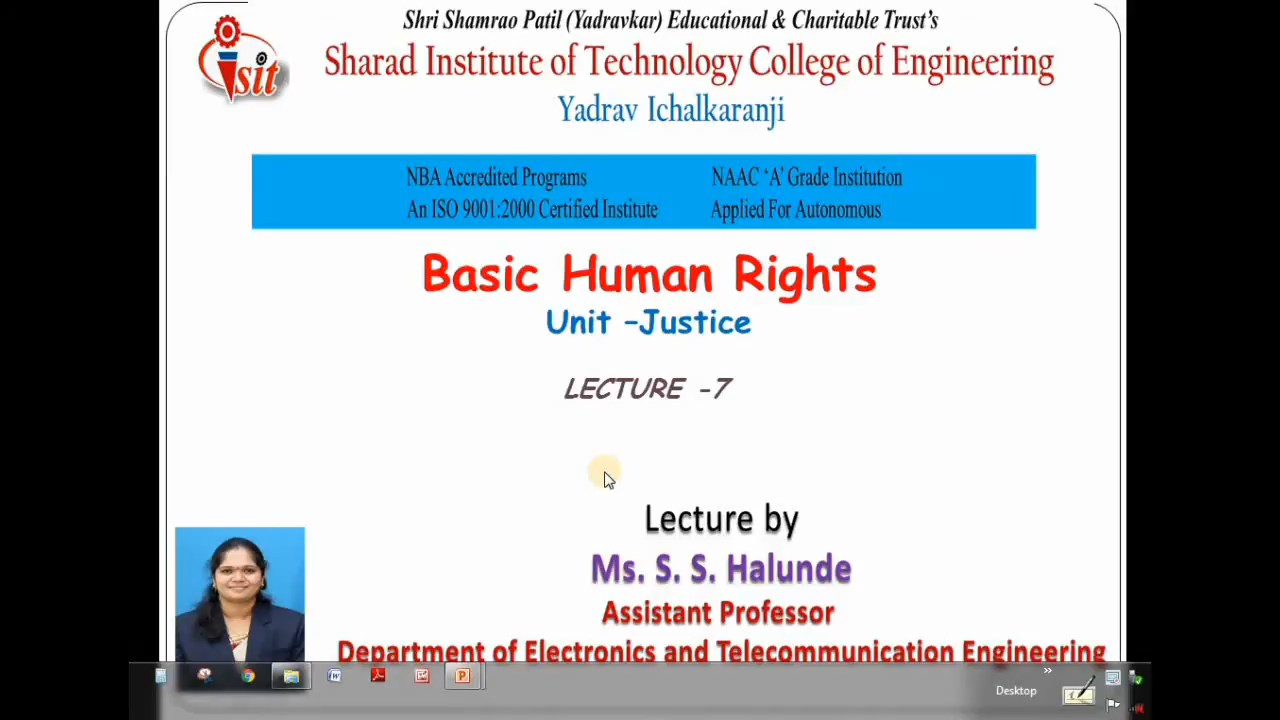 Shri Shamrao Patil (Yadravkar) Educational & Charitable Trust's
Sharad Institute of Technology College of Engineering
Yadrav Ichalkaranji
sit
NBA Accredited Programs NAAC ‘A’ Grade Institution
An ISO 9001:2000 Certified Institute Applied For Autonomous
Basic Human Rights
Unit –Justice
LECTURE -7
Lecture by
Ms. S. S. Halunde
Assistant Professor
Department of Electronics and Telecommunication Engineering
Desktop